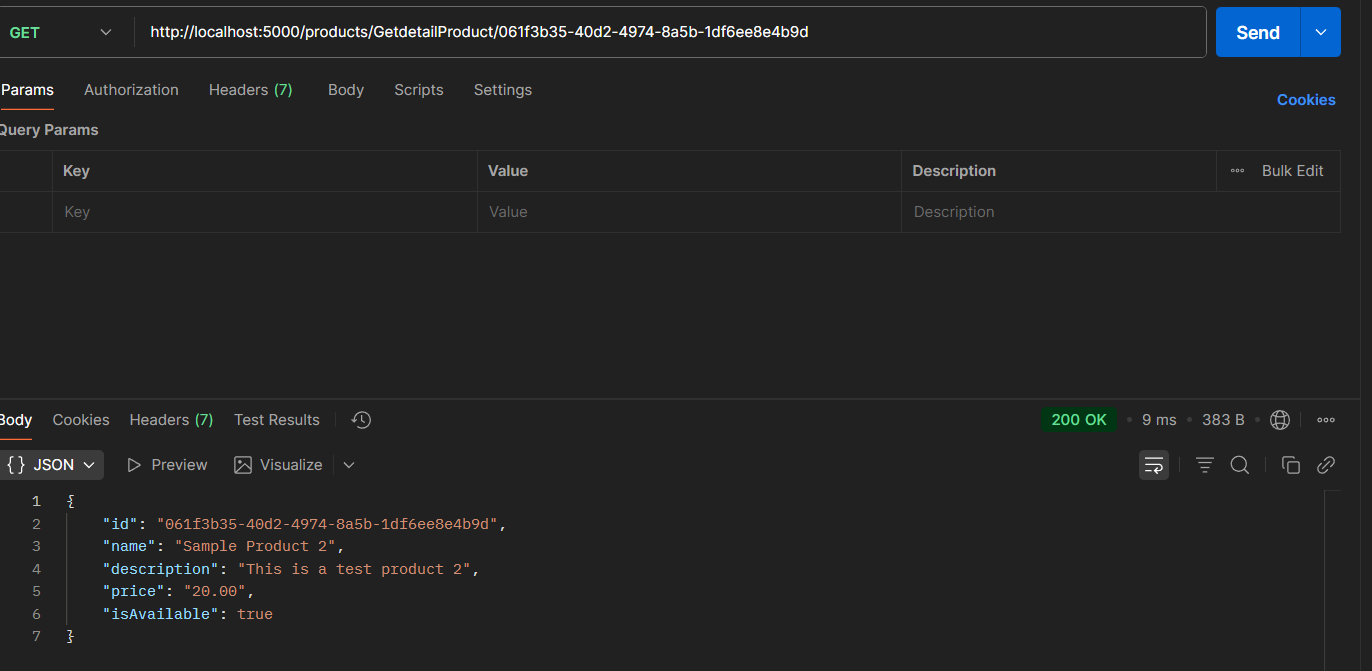 GET http://localhost:5000/products/GetdetailProduct/061f3b35-40d2-4974-8a5b-1df6ee8e4b9d Send
Params Authorization Headers (7) Body Scripts Settings Cookies
Query Params
Key Value Description Bulk Edit
Key Value Description
Body Cookies Headers (7) Test Results 200 OK 9 ms 383 B
{} JSON Preview Visualize
1 {
2 "id": "061f3b35-40d2-4974-8a5b-1df6ee8e4b9d",
3 "name": "Sample Product 2",
4 "description": "This is a test product 2",
5 "price": "20.00",
6 "isAvailable": true
7 }